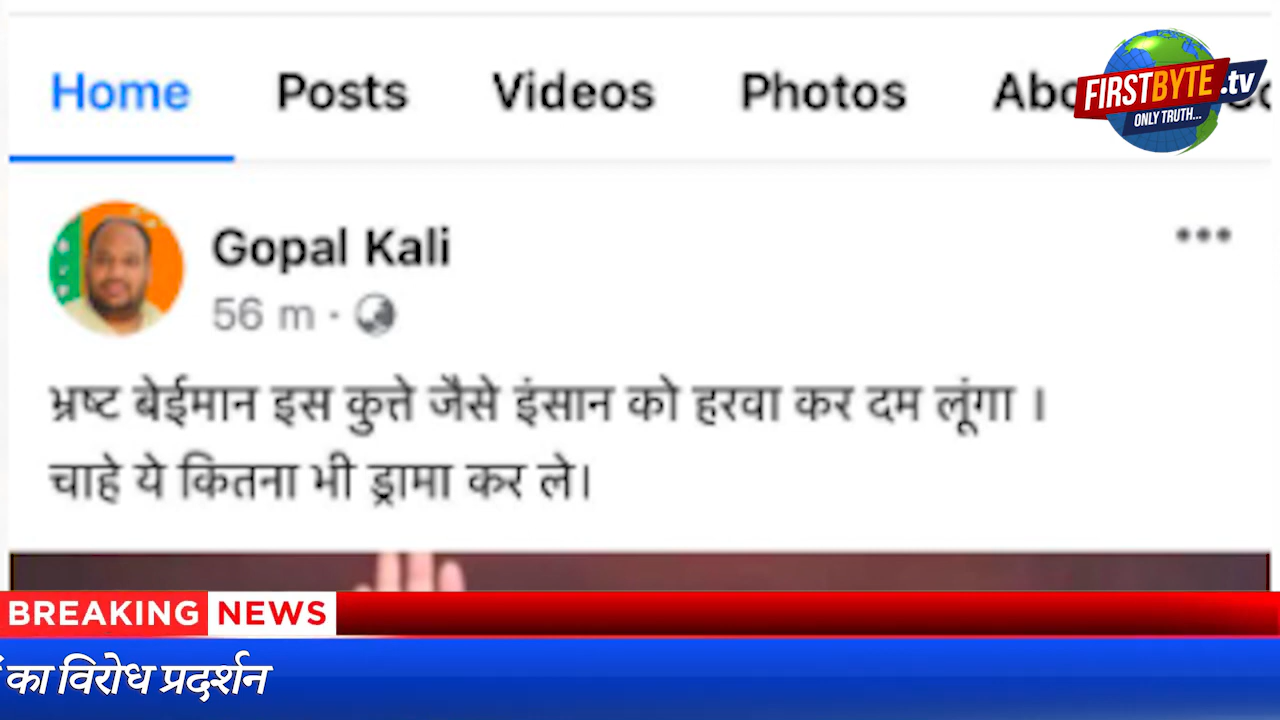 Home Posts Videos Photos
FIRSTBYTE.tv
ONLY TRUTH...
Gopal Kali
56 m ·
भ्रष्ट बेईमान इस कुत्ते जैसे इंसान को हरवा कर दम लूंगा ।
चाहे ये कितना भी ड्रामा कर ले।
BREAKING NEWS
का विरोध प्रदर्शन